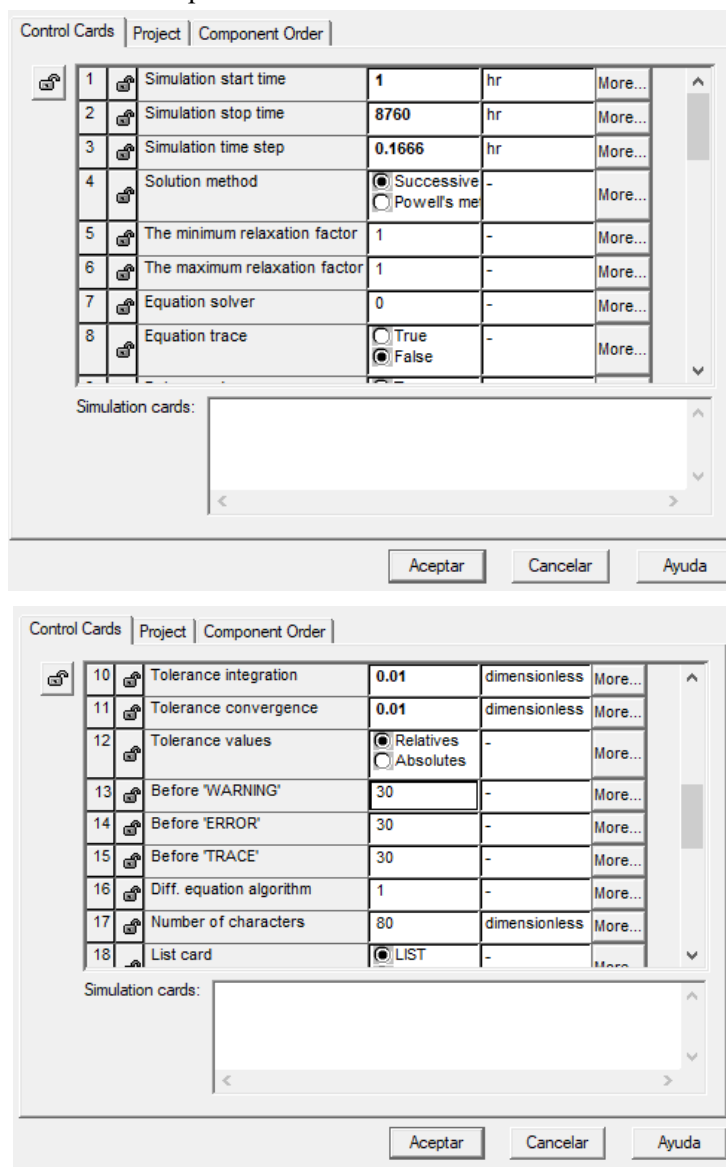 Control Cards Project Component Order
1 Simulation start time 1 hr More...
2 Simulation stop time 8760 hr More...
3 Simulation time step 0.1666 hr More...
4 Solution method Successive - More...
Powell's me
5 The minimum relaxation factor 1 - More...
6 The maximum relaxation factor 1 - More...
7 Equation solver 0 - More...
8 Equation trace True - More...
False
Simulation cards:
Aceptar Cancelar Ayuda
Control Cards Project Component Order
10 Tolerance integration 0.01 dimensionless More...
11 Tolerance convergence 0.01 dimensionless More...
12 Tolerance values Relatives - More...
Absolutes
13 Before 'WARNING' 30 - More...
14 Before 'ERROR' 30 - More...
15 Before 'TRACE' 30 - More...
16 Diff. equation algorithm 1 - More...
17 Number of characters 80 dimensionless More...
18 List card LIST - More
Simulation cards:
Aceptar Cancelar Ayuda